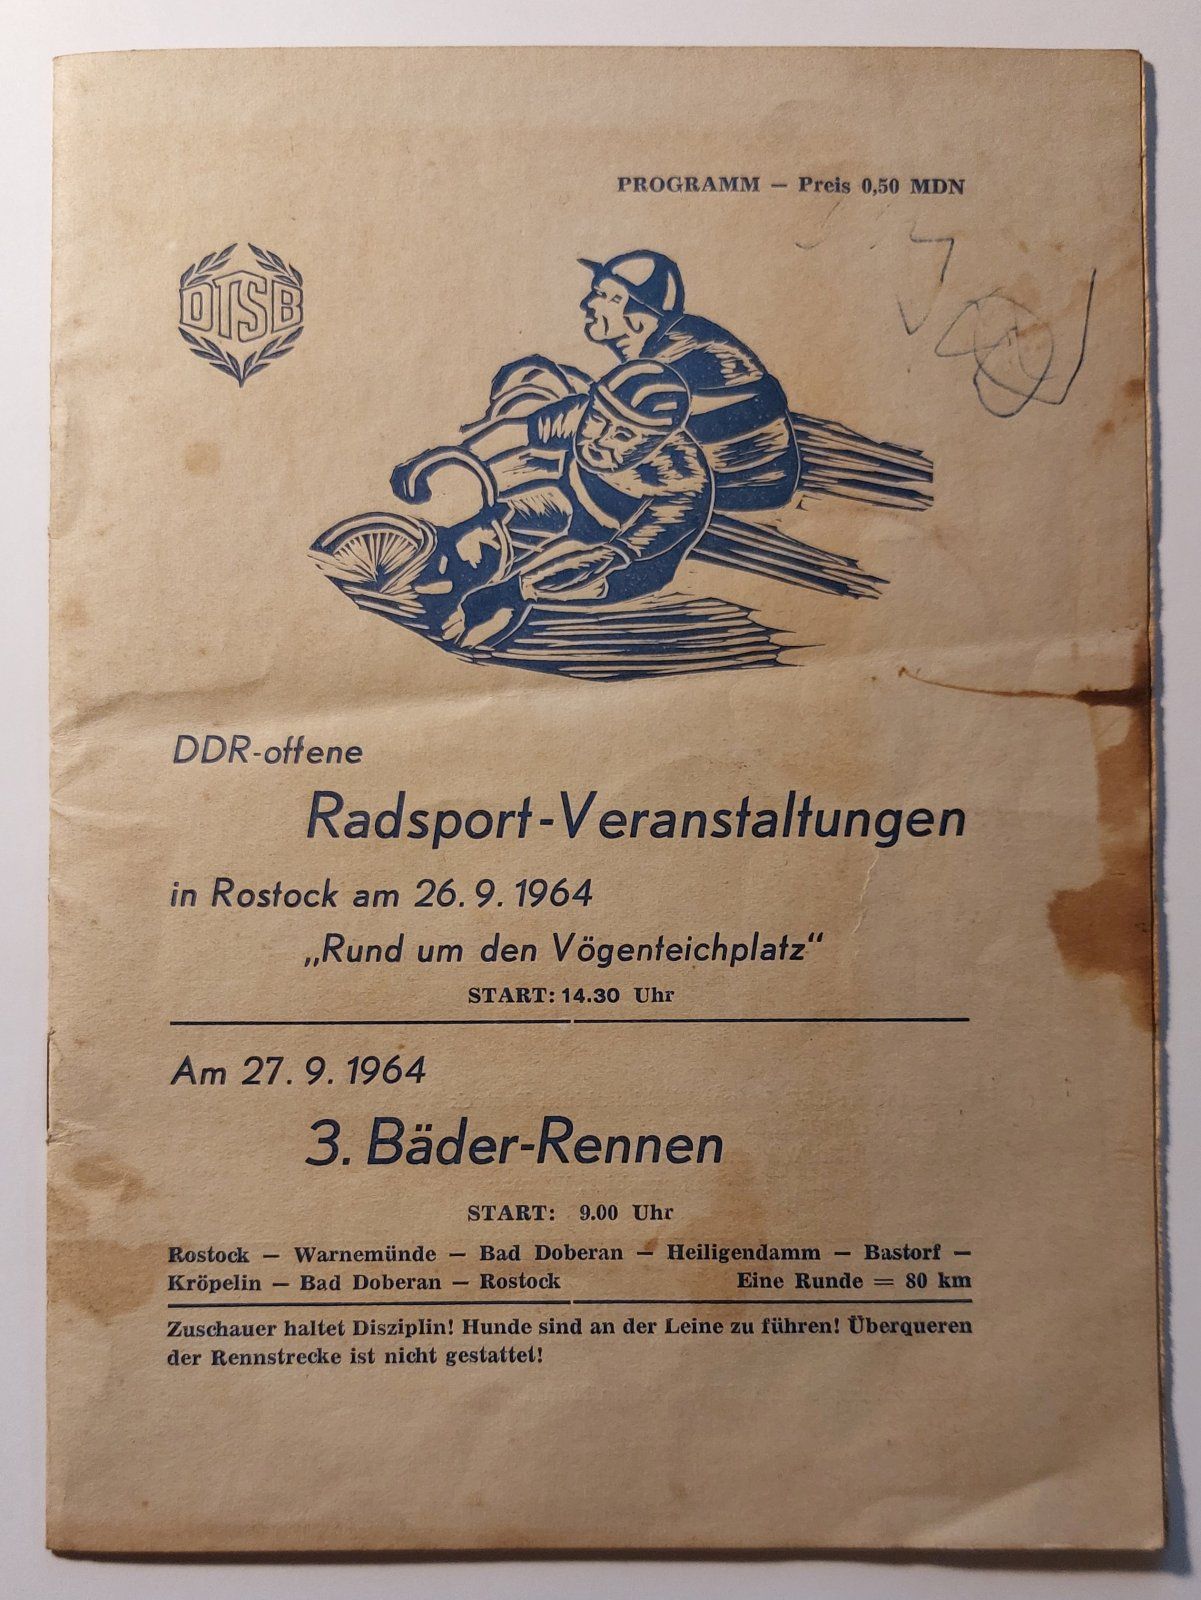 PROGRAMM — Preis 0,50 MDN
DTSB
DDR-offene
Radsport-Veranstaltungen
in Rostock am 26. 9. 1964
„Rund um den Vögenteichplatz“
START: 14.30 Uhr
Am 27. 9. 1964
3. Bäder-Rennen
START: 9.00 Uhr
Rostock — Warnemünde — Bad Doberan — Heiligendamm — Bastorf —
Kröpelin — Bad Doberan — Rostock Eine Runde = 80 km
Zuschauer haltet Disziplin! Hunde sind an der Leine zu führen! Überqueren
der Rennstrecke ist nicht gestattet!